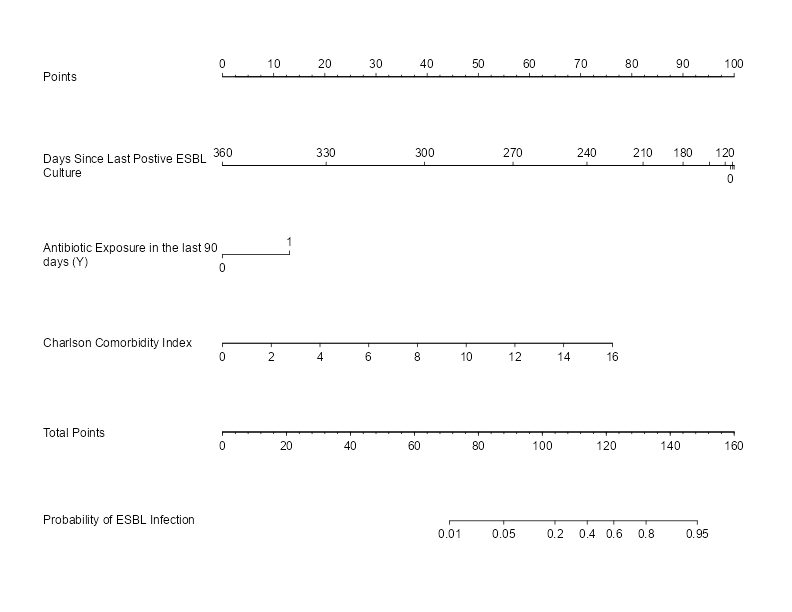 0 10 20 30 40 50 60 70 80 90 100
Points
360 330 300 270 240 210 180 120
Days Since Last Postive ESBL
Culture
0
1
Antibiotic Exposure in the last 90
days (Y)
0
Charlson Comorbidity Index
0 2 4 6 8 10 12 14 16
Total Points
0 20 40 60 80 100 120 140 160
Probability of ESBL Infection
0.01 0.05 0.2 0.4 0.6 0.8 0.95